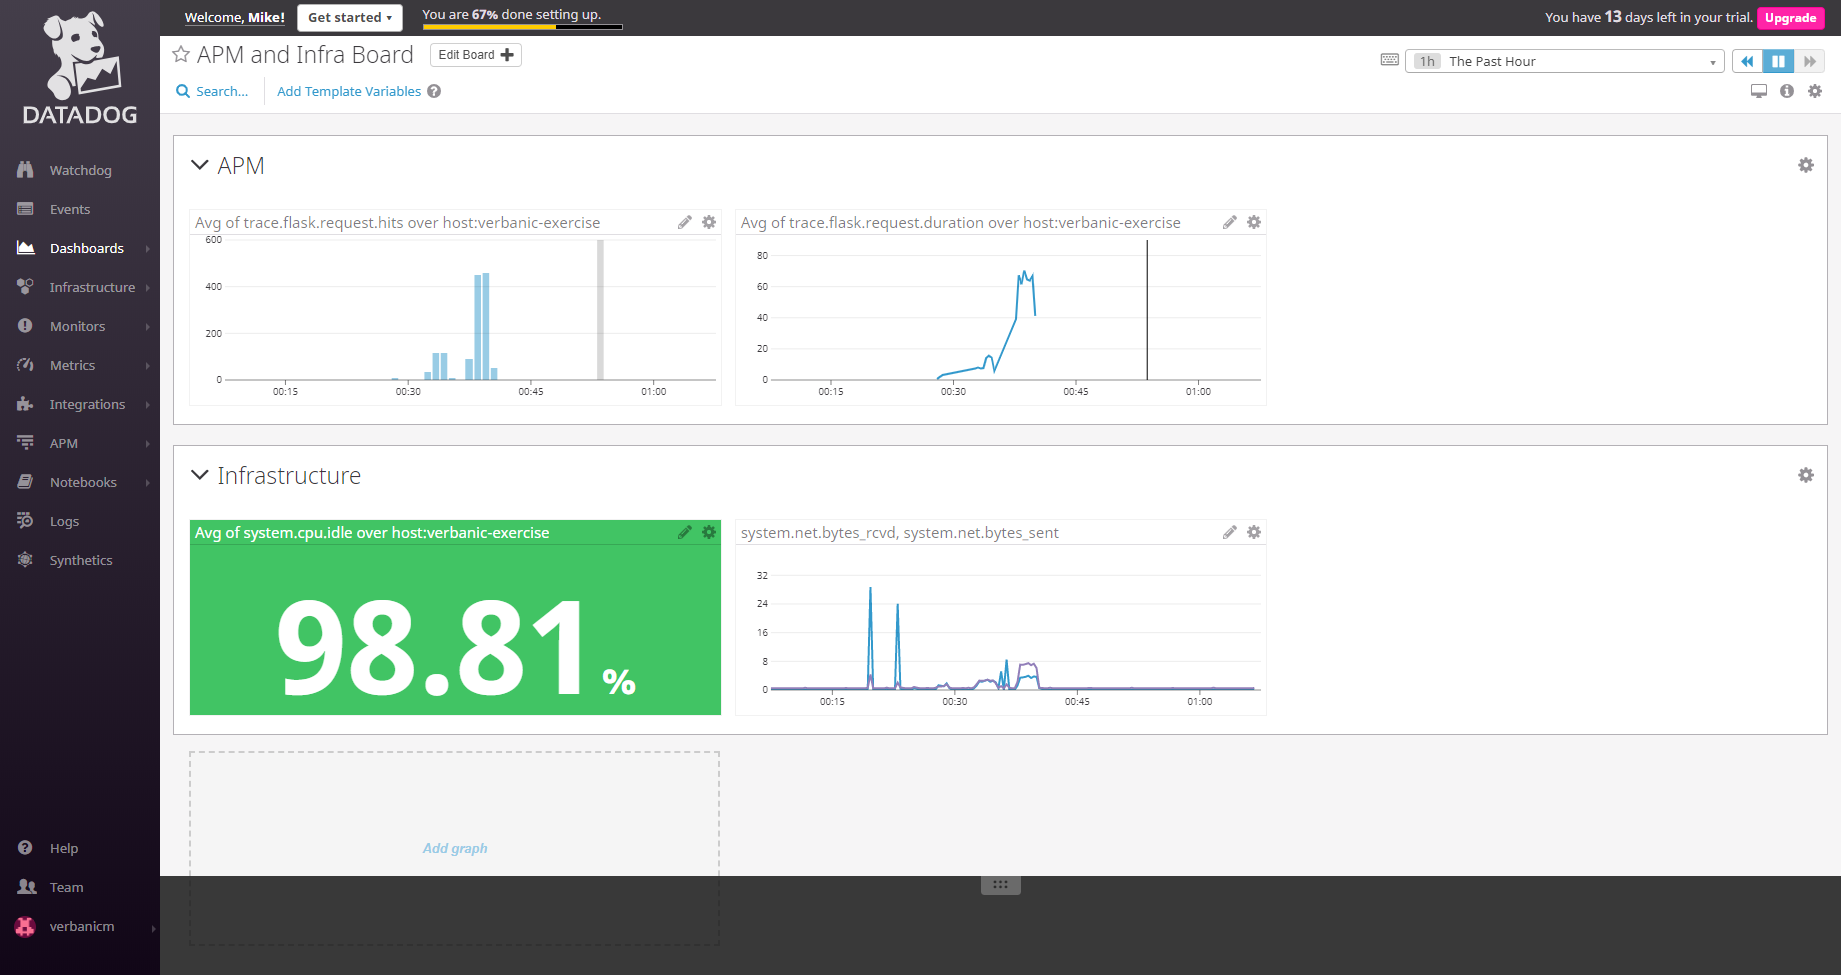 DATADOG
Watchdog
Events
Dashboards
Infrastructure
Monitors
Metrics
Integrations
APM
Notebooks
Logs
Synthetics
Help
Team
verbanicm
Welcome, Mike!
Get started
You are 67% done setting up.
You have 13 days left in your trial.
Upgrade
APM and Infra Board
Edit Board
1h The Past Hour
Search...
Add Template Variables
APM
Avg of trace.flask.request.hits over host:verbanic-exercise
600
400
200
0
00:15 00:30 00:45 01:00
Avg of trace.flask.request.duration over host:verbanic-exercise
80
60
40
20
0
00:15 00:30 00:45 01:00
Infrastructure
Avg of system.cpu.idle over host:verbanic-exercise
98.81 %
system.net.bytes_rcvd, system.net.bytes_sent
32
24
16
8
0
00:15 00:30 00:45 01:00
Add graph